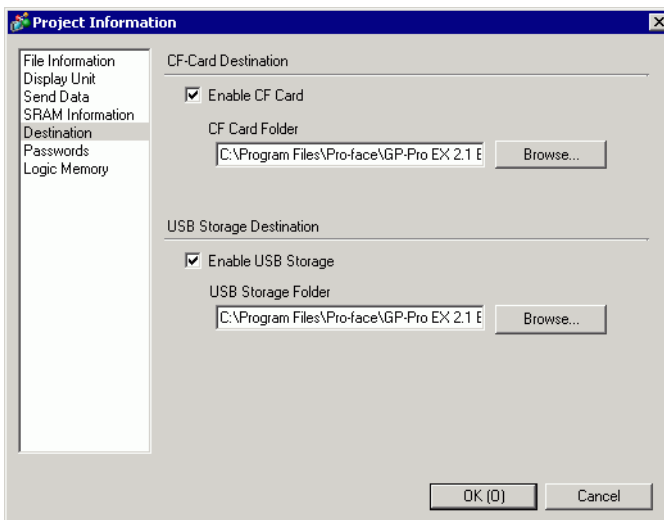 Project Information
File Information
Display Unit
Send Data
SRAM Information
Destination
Passwords
Logic Memory
CF-Card Destination
Enable CF Card
CF Card Folder
C:\Program Files\Pro-face\GP-Pro EX 2.1 E
Browse...
USB Storage Destination
Enable USB Storage
USB Storage Folder
C:\Program Files\Pro-face\GP-Pro EX 2.1 E
Browse...
OK (O)
Cancel